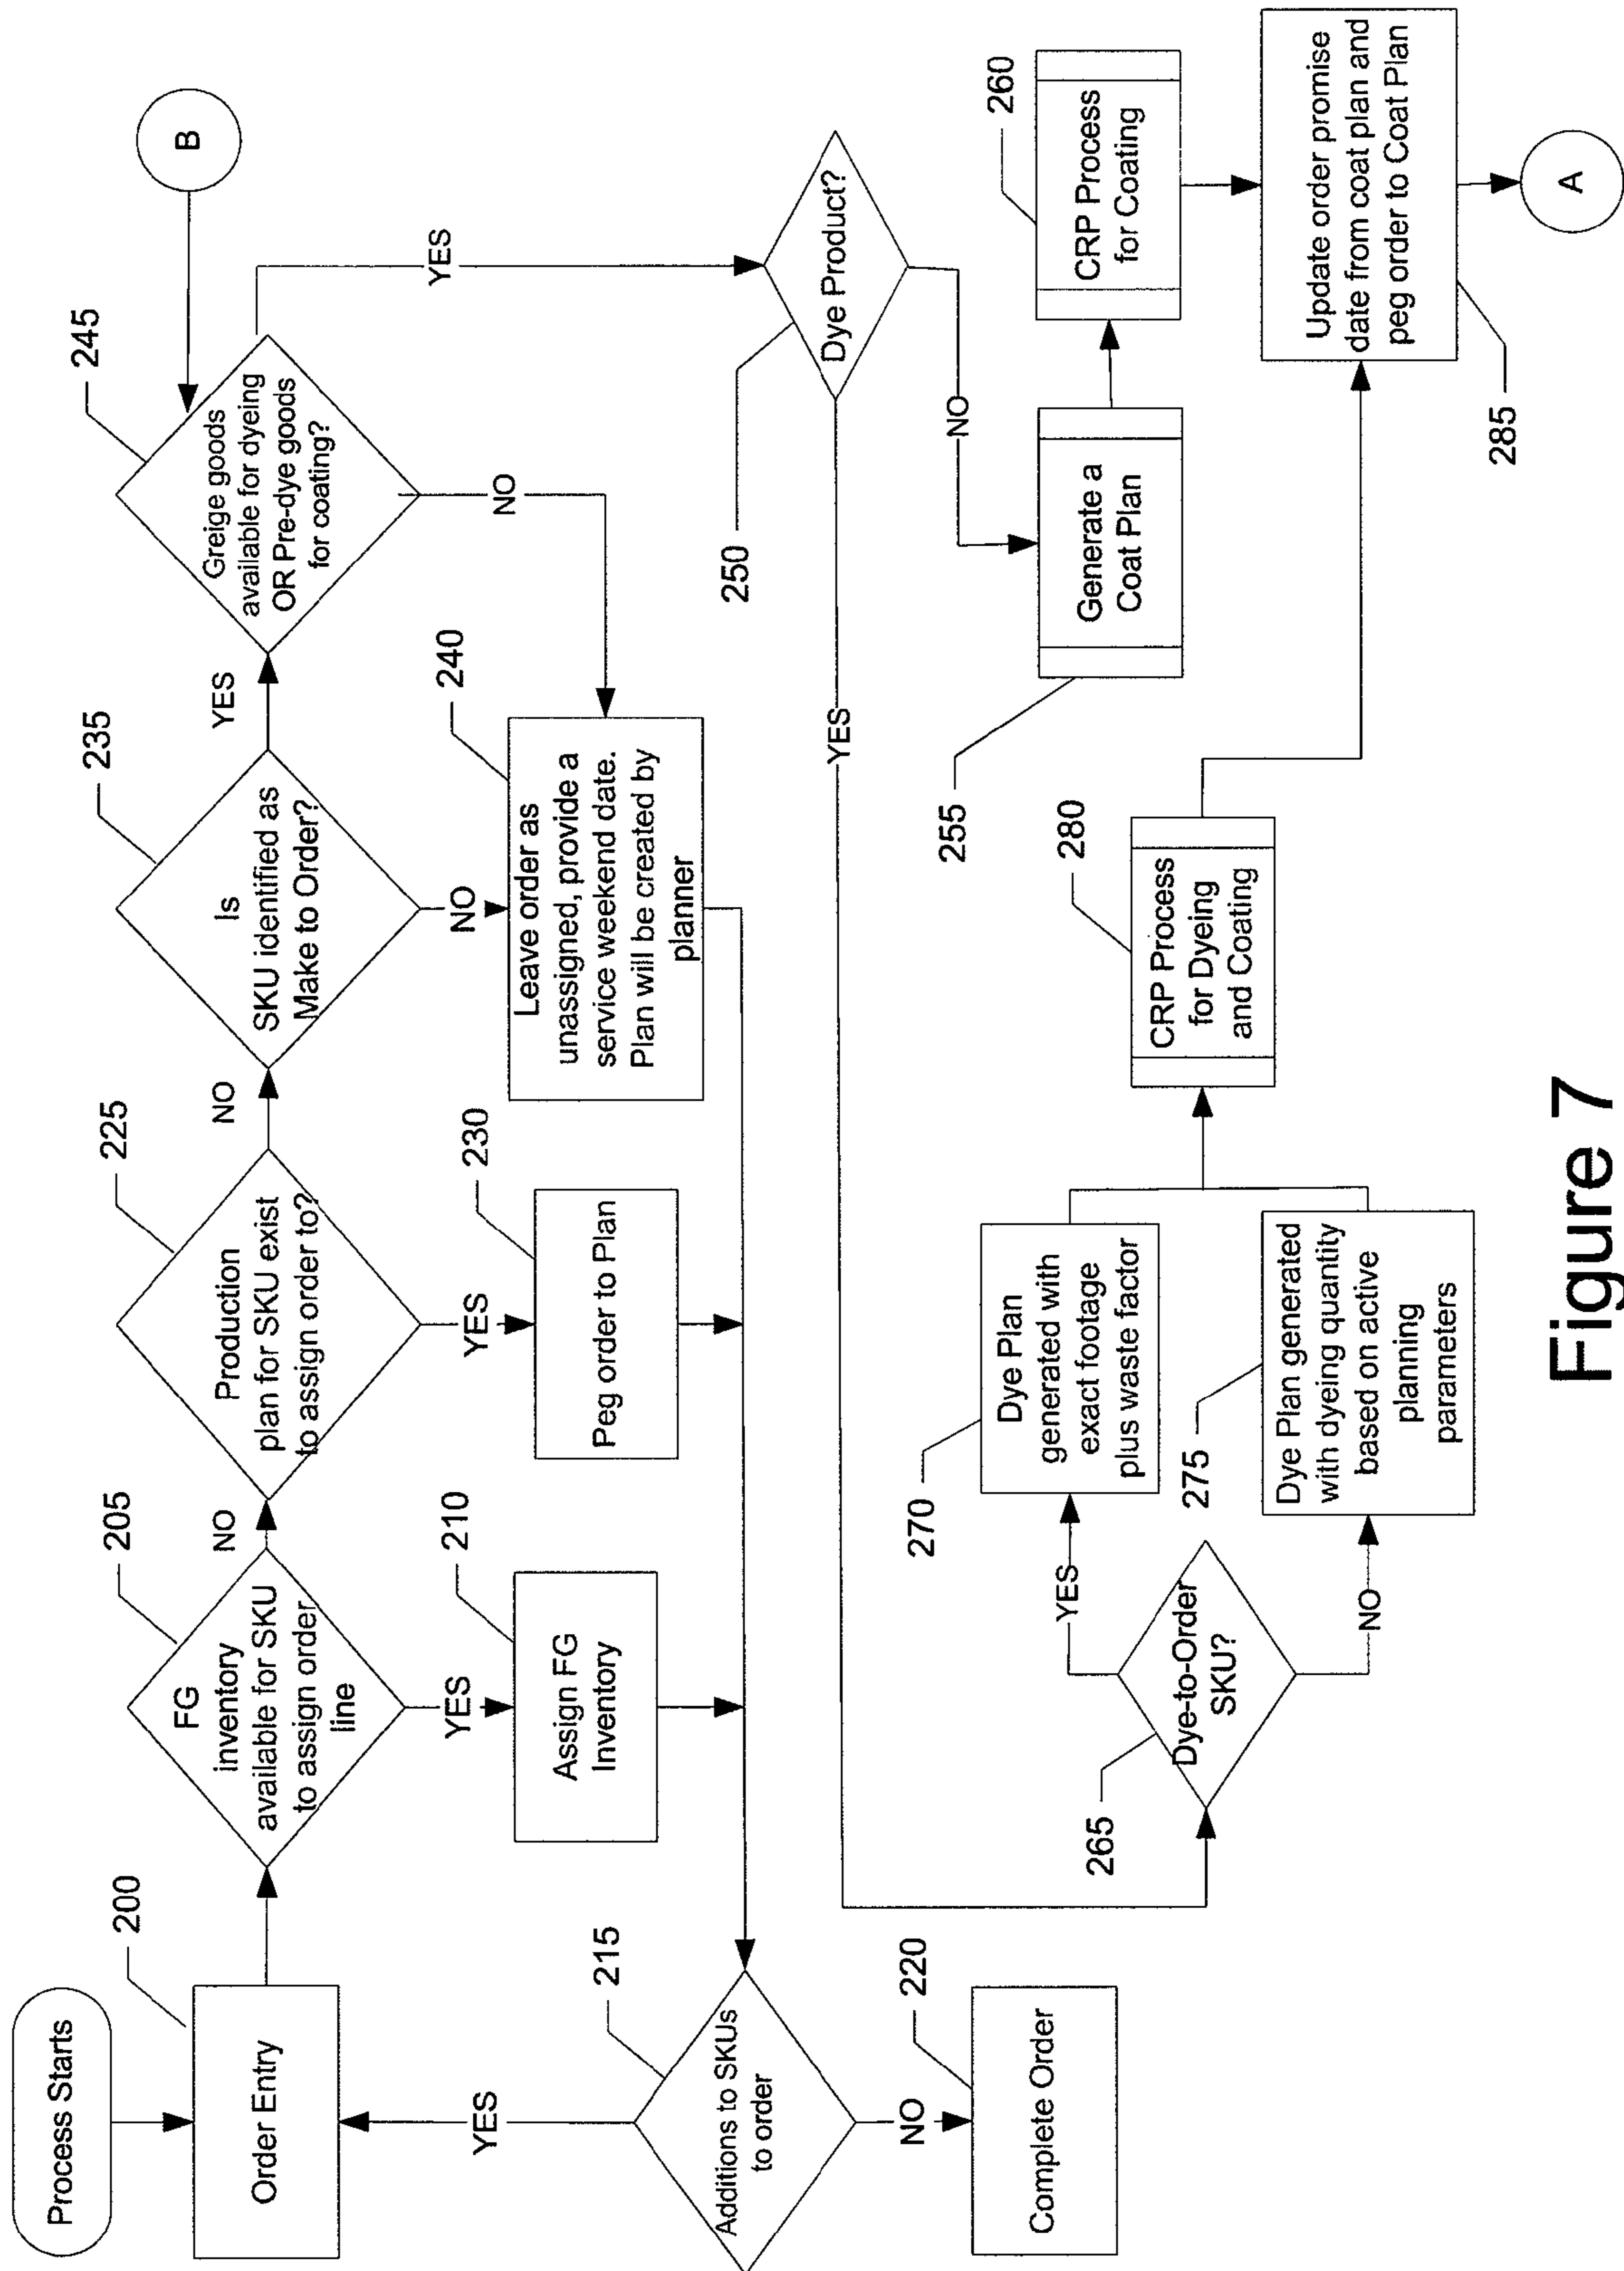 Process Starts
200
Order Entry
205
FG
inventory
available for SKU
to assign order
line
NO
YES
210
Assign FG
Inventory
225
Production
plan for SKU exist
to assign order to?
NO
YES
230
Peg order to Plan
235
Is
SKU identified as
Make to Order?
YES
NO
240
Leave order as
unassigned, provide a
service weekend date.
Plan will be created by
planner
245
Greige goods
available for dyeing
OR Pre-dye goods
for coating?
NO
YES
B
215
Additions to SKUs
to order
YES
NO
220
Complete Order
250
Dye Product?
YES
NO
255
Generate a
Coat Plan
260
CRP Process
for Coating
265
Dye-to-Order
SKU?
YES
NO
270
Dye Plan
generated with
exact footage
plus waste factor
275
Dye Plan generated
with dyeing quantity
based on active
planning
parameters
280
CRP Process
for Dyeing
and Coating
285
Update order promise
date from coat plan and
peg order to Coat Plan
A
Figure 7